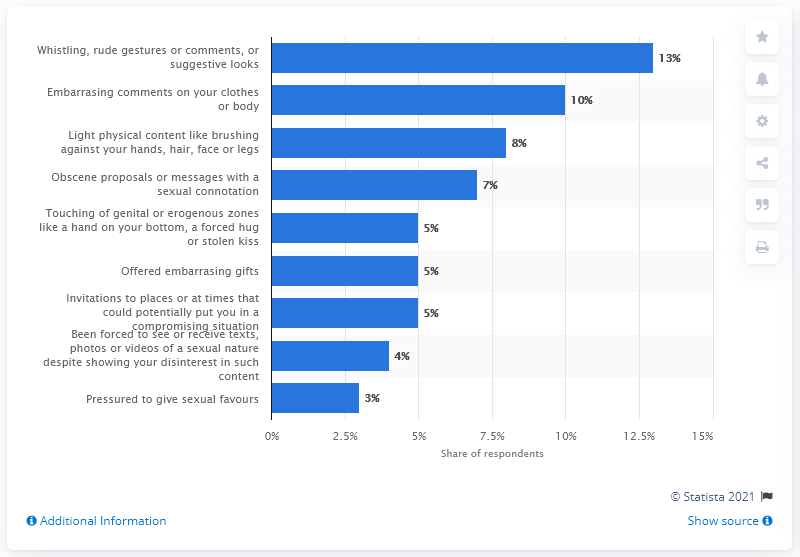 Whistling, rude gestures or comments, or
suggestive looks
13%
Embarrasing comments on your clothes
or body
10%
Light physical content like brushing
against your hands, hair, face or legs
8%
Obscene proposals or messages with a
sexual connotation
7%
Touching of genital or erogenous zones
like a hand on your bottom, a forced hug
or stolen kiss
5%
Offered embarrasing gifts
5%
Invitations to places or at times that
could potentially put you in a
compromising situation
5%
Been forced to see or receive texts,
photos or videos of a sexual nature
despite showing your disinterest in such
content
4%
Pressured to give sexual favours
3%
0% 2.5% 5% 7.5% 10% 12.5% 15%
Share of respondents
© Statista 2021
Additional Information
Show source